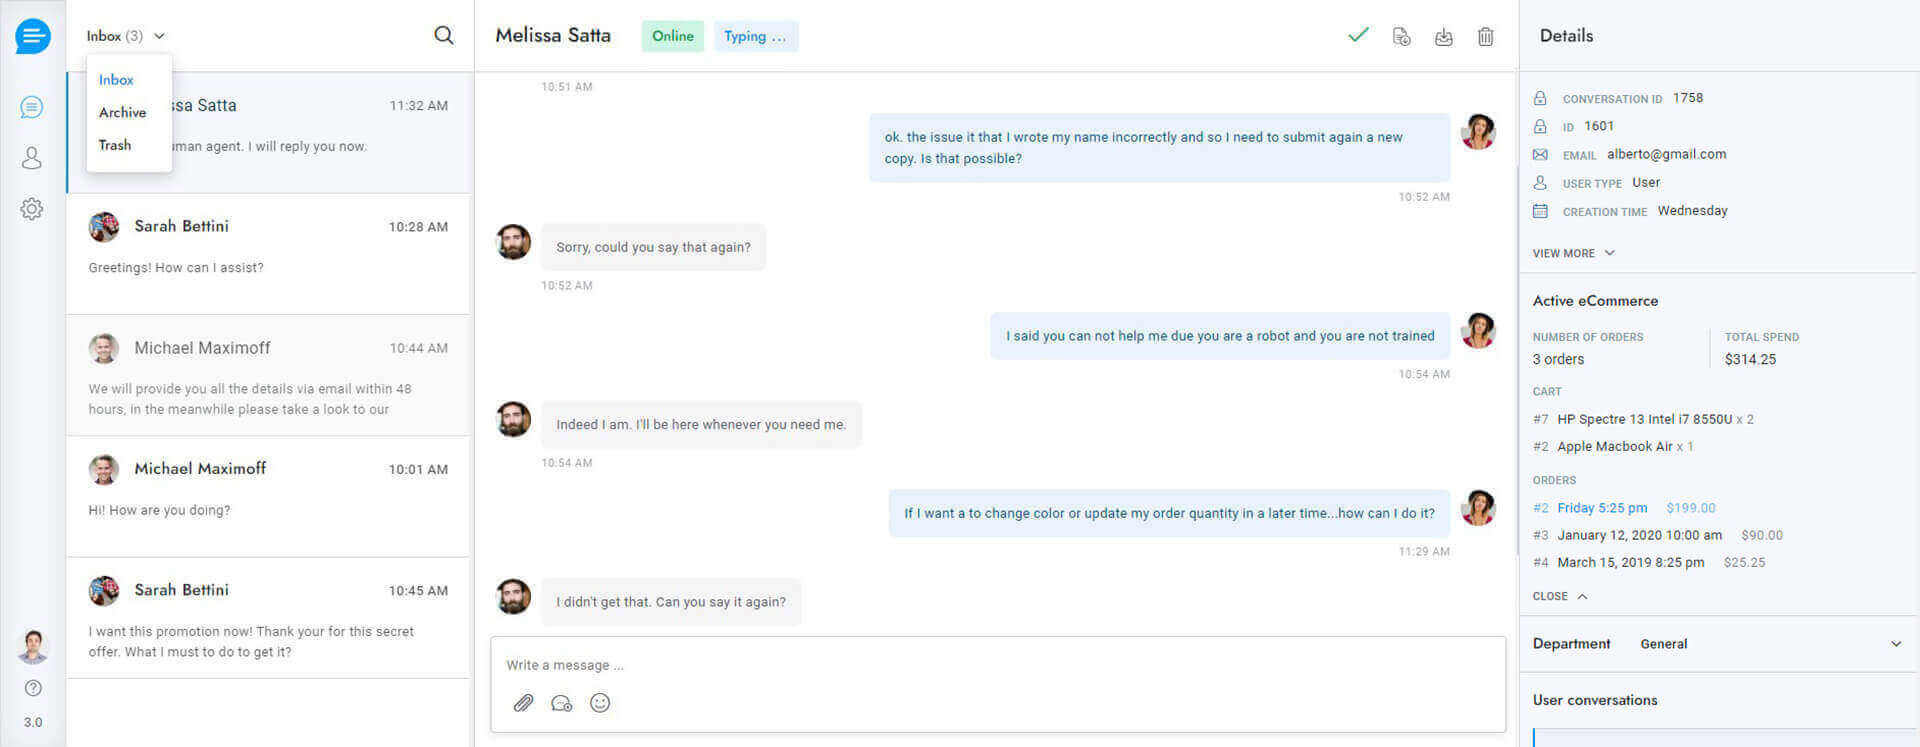 Inbox (3)
Inbox
Archive
Trash
ssa Satta
11:32 AM
uman agent. I will reply you now.
Sarah Bettini
10:28 AM
Greetings! How can I assist?
Michael Maximoff
10:44 AM
We will provide you all the details via email within 48
hours, in the meanwhile please take a look to our
Michael Maximoff
10:01 AM
Hi! How are you doing?
Sarah Bettini
10:45 AM
I want this promotion now! Thank your for this secret
offer. What I must to do to get it?
3.0
Melissa Satta
Online
Typing ...
10:51 AM
ok. the issue it that I wrote my name incorrectly and so I need to submit again a new
copy. Is that possible?
10:52 AM
Sorry, could you say that again?
10:52 AM
I said you can not help me due you are a robot and you are not trained
10:54 AM
Indeed I am. I'll be here whenever you need me.
10:54 AM
If I want a to change color or update my order quantity in a later time...how can I do it?
11:29 AM
I didn't get that. Can you say it again?
Write a message ...
Details
CONVERSATION ID 1758
ID 1601
EMAIL alberto@gmail.com
USER TYPE User
CREATION TIME Wednesday
VIEW MORE
Active eCommerce
NUMBER OF ORDERS
3 orders
TOTAL SPEND
$314.25
CART
#7 HP Spectre 13 Intel i7 8550U x 2
#2 Apple Macbook Air x 1
ORDERS
#2 Friday 5:25 pm $199.00
#3 January 12, 2020 10:00 am $90.00
#4 March 15, 2019 8:25 pm $25.25
CLOSE
Department General
User conversations